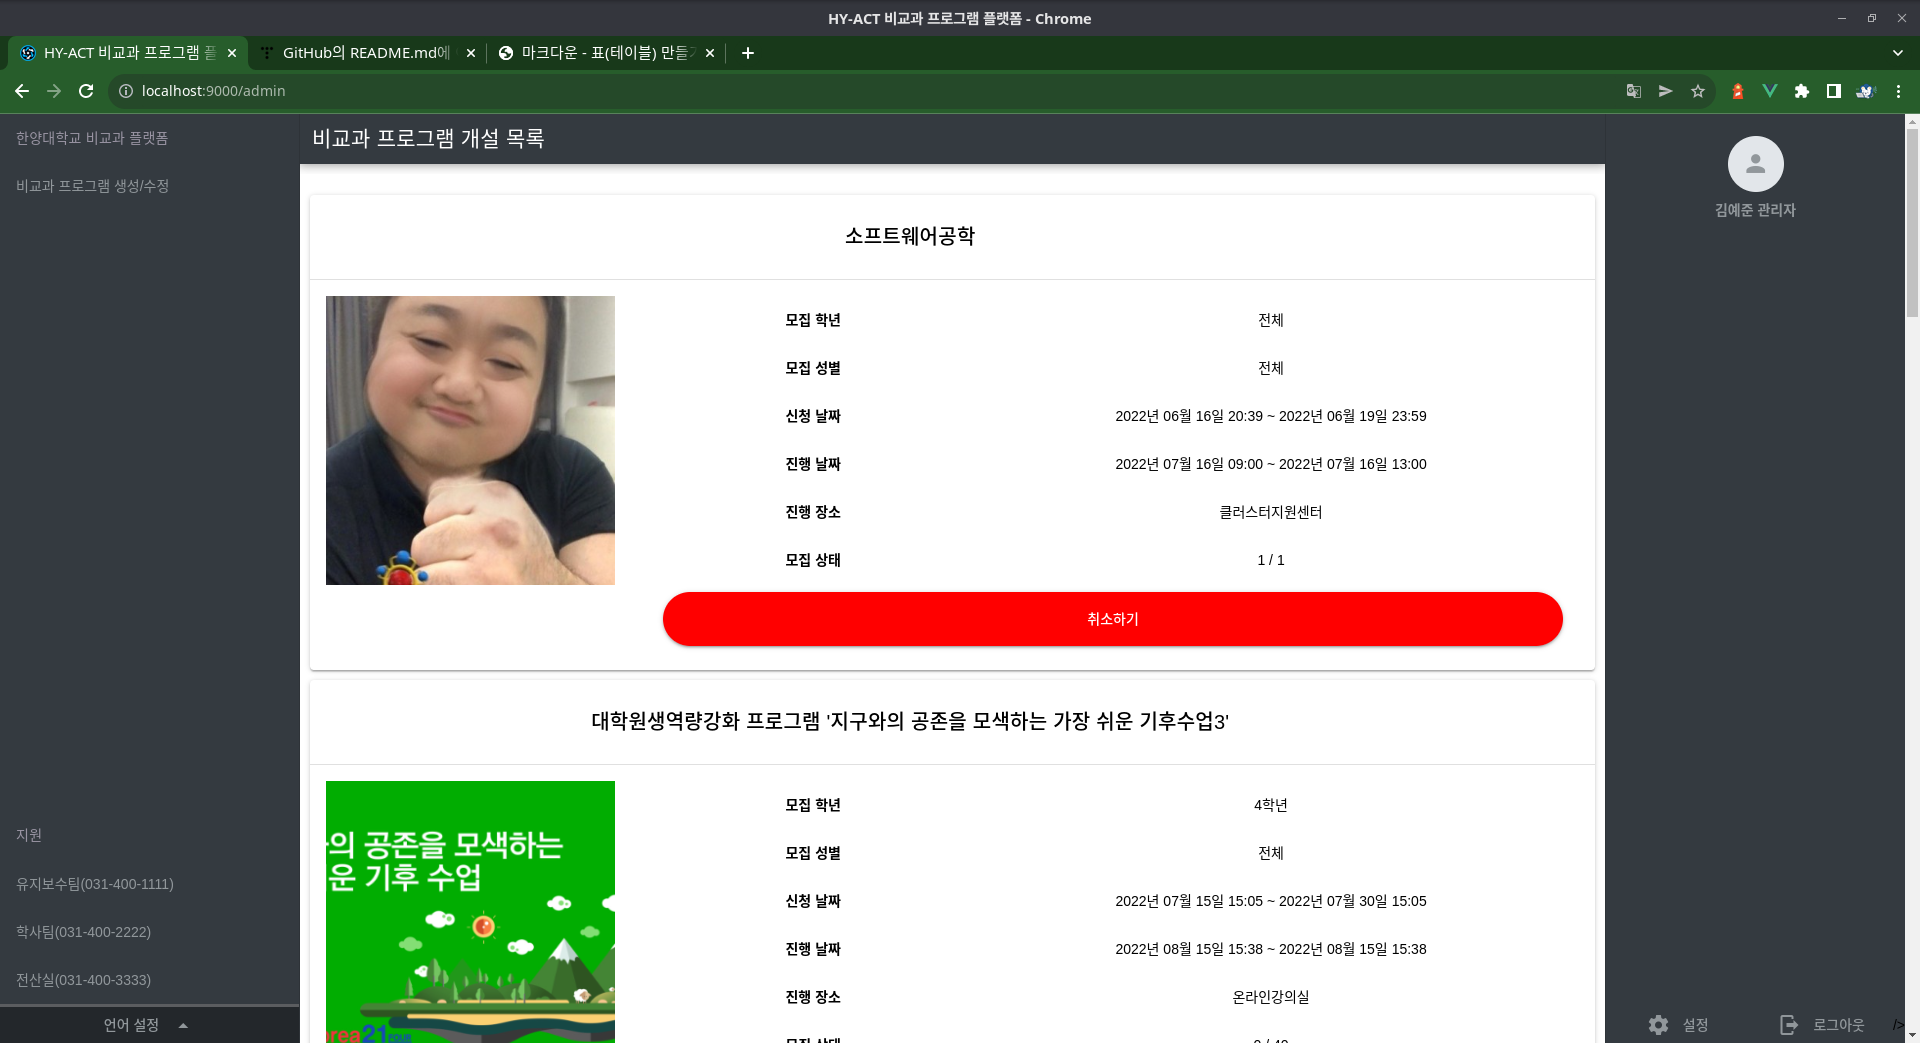 HY-ACT 비교과 프로그램 플랫폼 - Chrome
HY-ACT 비교과 프로그램 플
GitHub의 README.md에
마크다운 - 표(테이블) 만들기
localhost:9000/admin
한양대학교 비교과 플랫폼
비교과 프로그램 생성/수정
지원
유지보수팀(031-400-1111)
학사팀(031-400-2222)
전산실(031-400-3333)
언어 설정
비교과 프로그램 개설 목록
소프트웨어공학
모집 학년 전체
모집 성별 전체
신청 날짜 2022년 06월 16일 20:39 ~ 2022년 06월 19일 23:59
진행 날짜 2022년 07월 16일 09:00 ~ 2022년 07월 16일 13:00
진행 장소 클러스터지원센터
모집 상태 1 / 1
취소하기
대학원생역량강화 프로그램 '지구와의 공존을 모색하는 가장 쉬운 기후수업3'
의 공존을 모색하는
운 기후 수업
orea21 FOUR
모집 학년 4학년
모집 성별 전체
신청 날짜 2022년 07월 15일 15:05 ~ 2022년 07월 30일 15:05
진행 날짜 2022년 08월 15일 15:38 ~ 2022년 08월 15일 15:38
진행 장소 온라인강의실
모집 상태
김예준 관리자
설정
로그아웃
/>